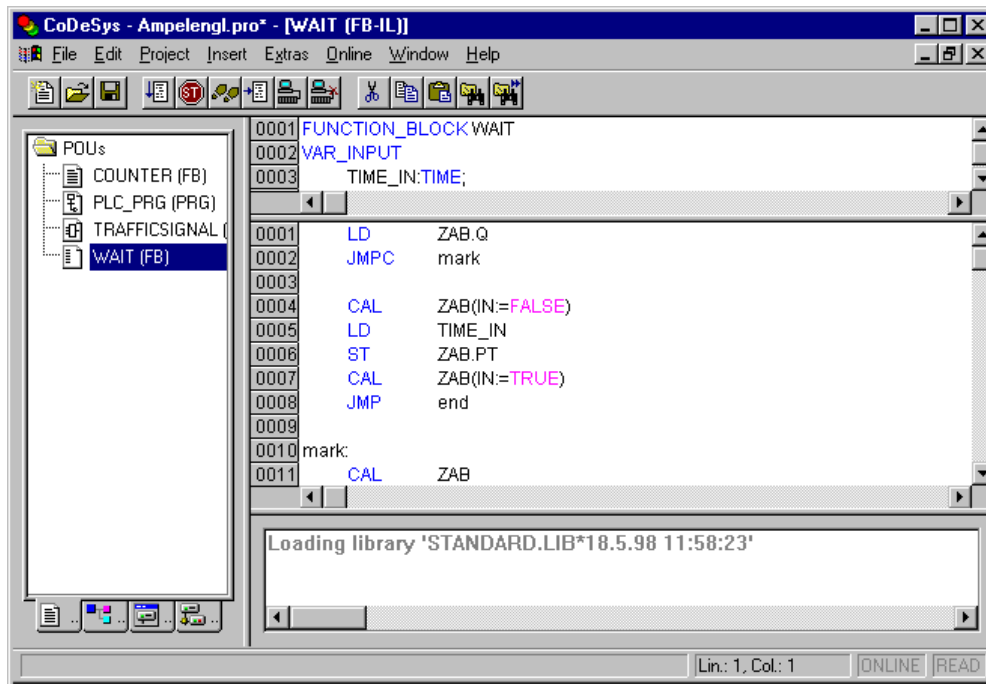 CoDeSys - Ampelengl.pro* - [WAIT (FB-IL)]
File Edit Project Insert Extras Online Window Help
ST
POUs
COUNTER (FB)
PLC_PRG (PRG)
TRAFFICSIGNAL (
WAIT (FB)
0001 FUNCTION_BLOCK WAIT
0002 VAR_INPUT
0003 TIME_IN:TIME;
0001 LD ZAB.Q
0002 JMPC mark
0003
0004 CAL ZAB(IN:=FALSE)
0005 LD TIME_IN
0006 ST ZAB.PT
0007 CAL ZAB(IN:=TRUE)
0008 JMP end
0009
0010 mark:
0011 CAL ZAB
Loading library 'STANDARD.LIB*18.5.98 11:58:23'
Lin.: 1, Col.: 1 ONLINE READ